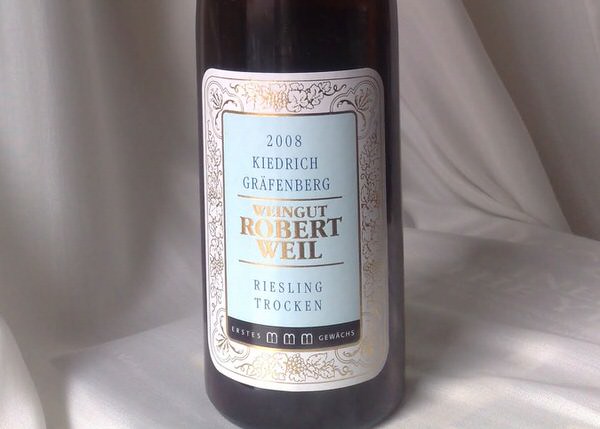 2008
KIEDRICH
GRÄFENBERG
WEINGUT
ROBERT
WEIL
RIESLING
TROCKEN
ERSTES GEWÄCHS